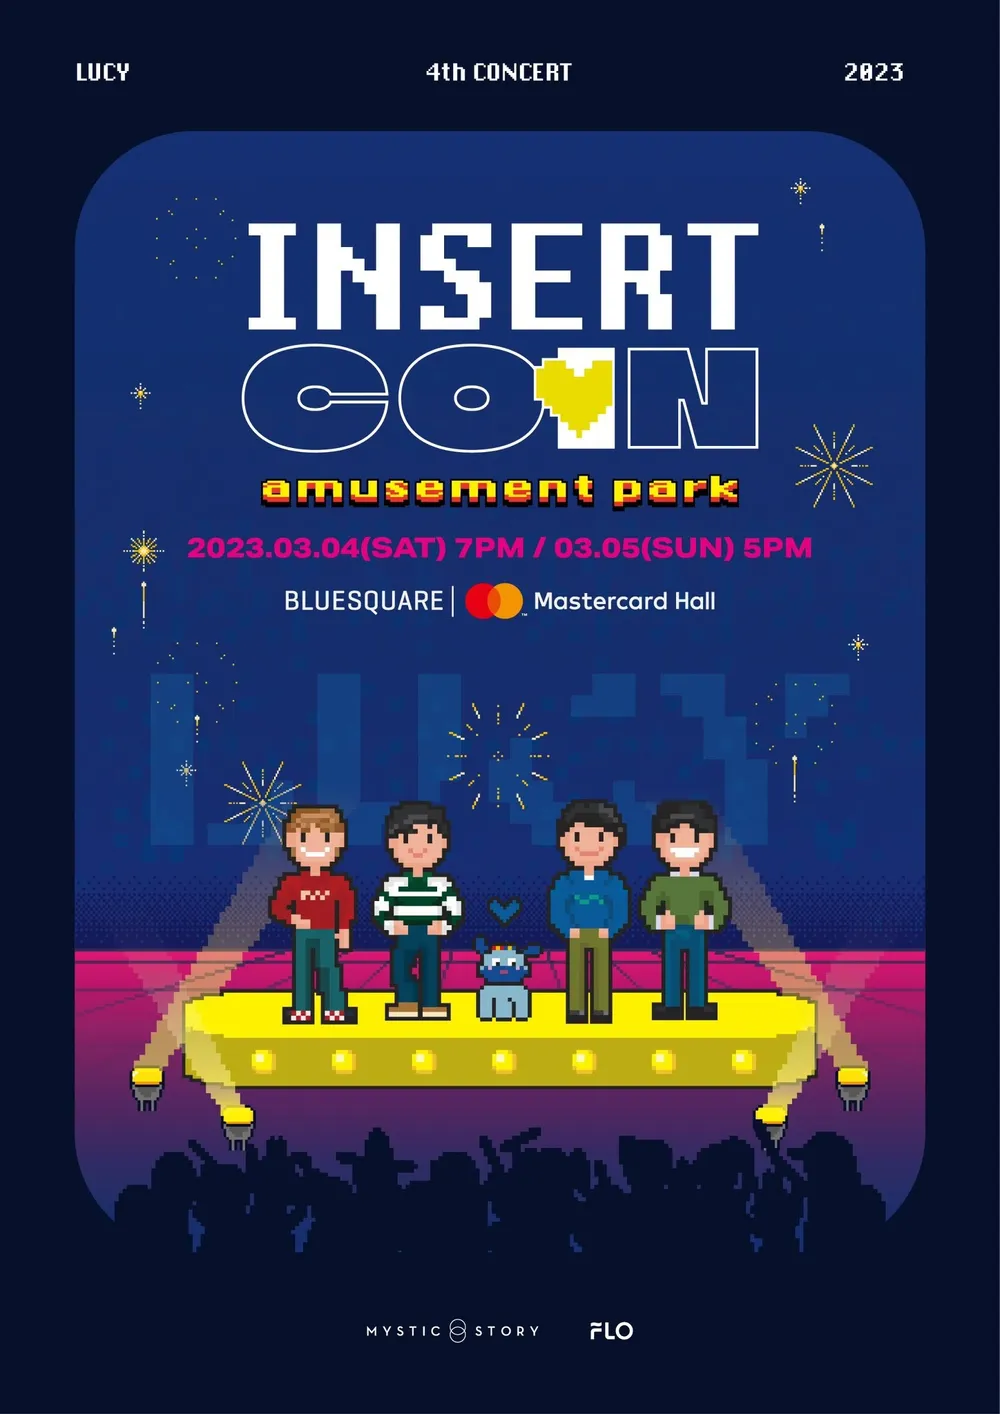 LUCY 4th CONCERT 2023
INSERT
COIN
amusement park
2023.03.04(SAT) 7PM / 03.05(SUN) 5PM
BLUESQUARE | Mastercard Hall
LUCY
MYSTIC STORY FLO